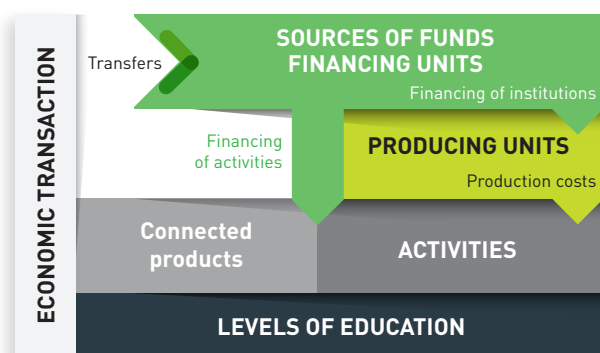 ECONOMIC TRANSACTION
Transfers
SOURCES OF FUNDS
FINANCING UNITS
Financing of institutions
Financing
of activities
PRODUCING UNITS
Production costs
Connected
products
ACTIVITIES
LEVELS OF EDUCATION